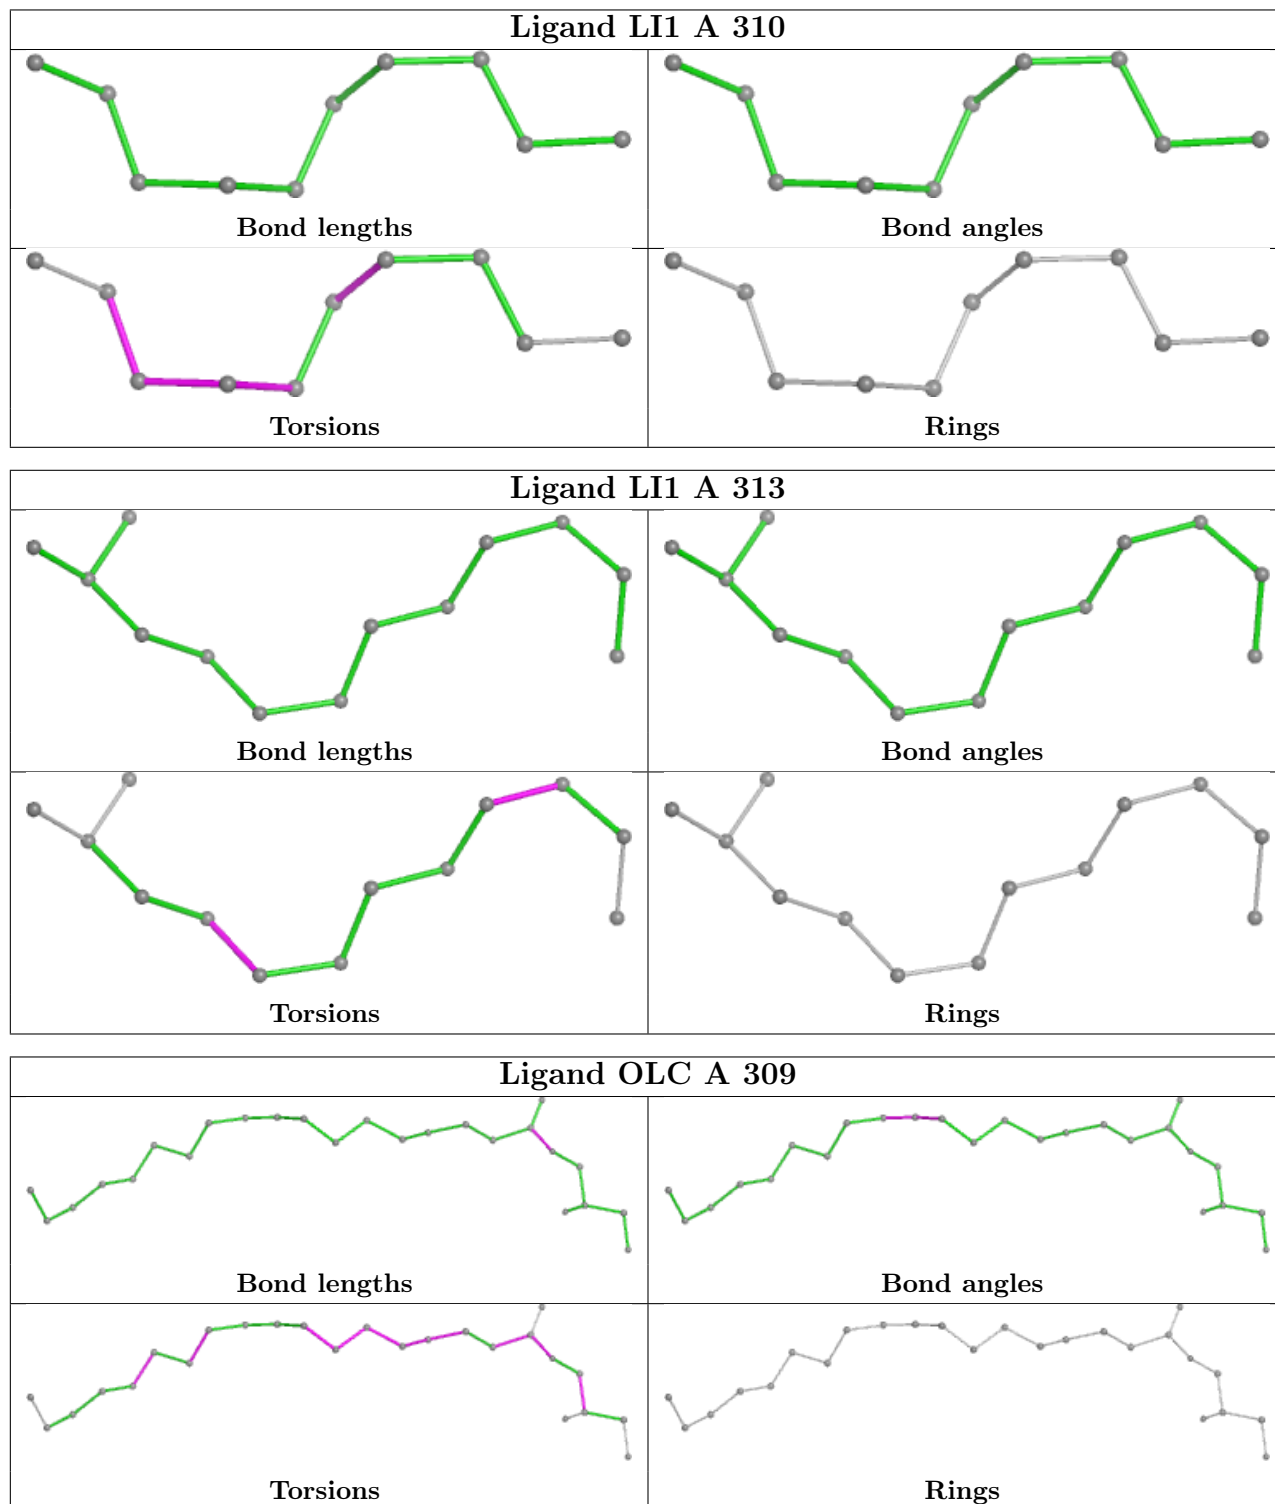 Ligand LI1 A 310
Bond lengths
Bond angles
Torsions
Rings
Ligand LI1 A 313
Bond lengths
Bond angles
Torsions
Rings
Ligand OLC A 309
Bond lengths
Bond angles
Torsions
Rings